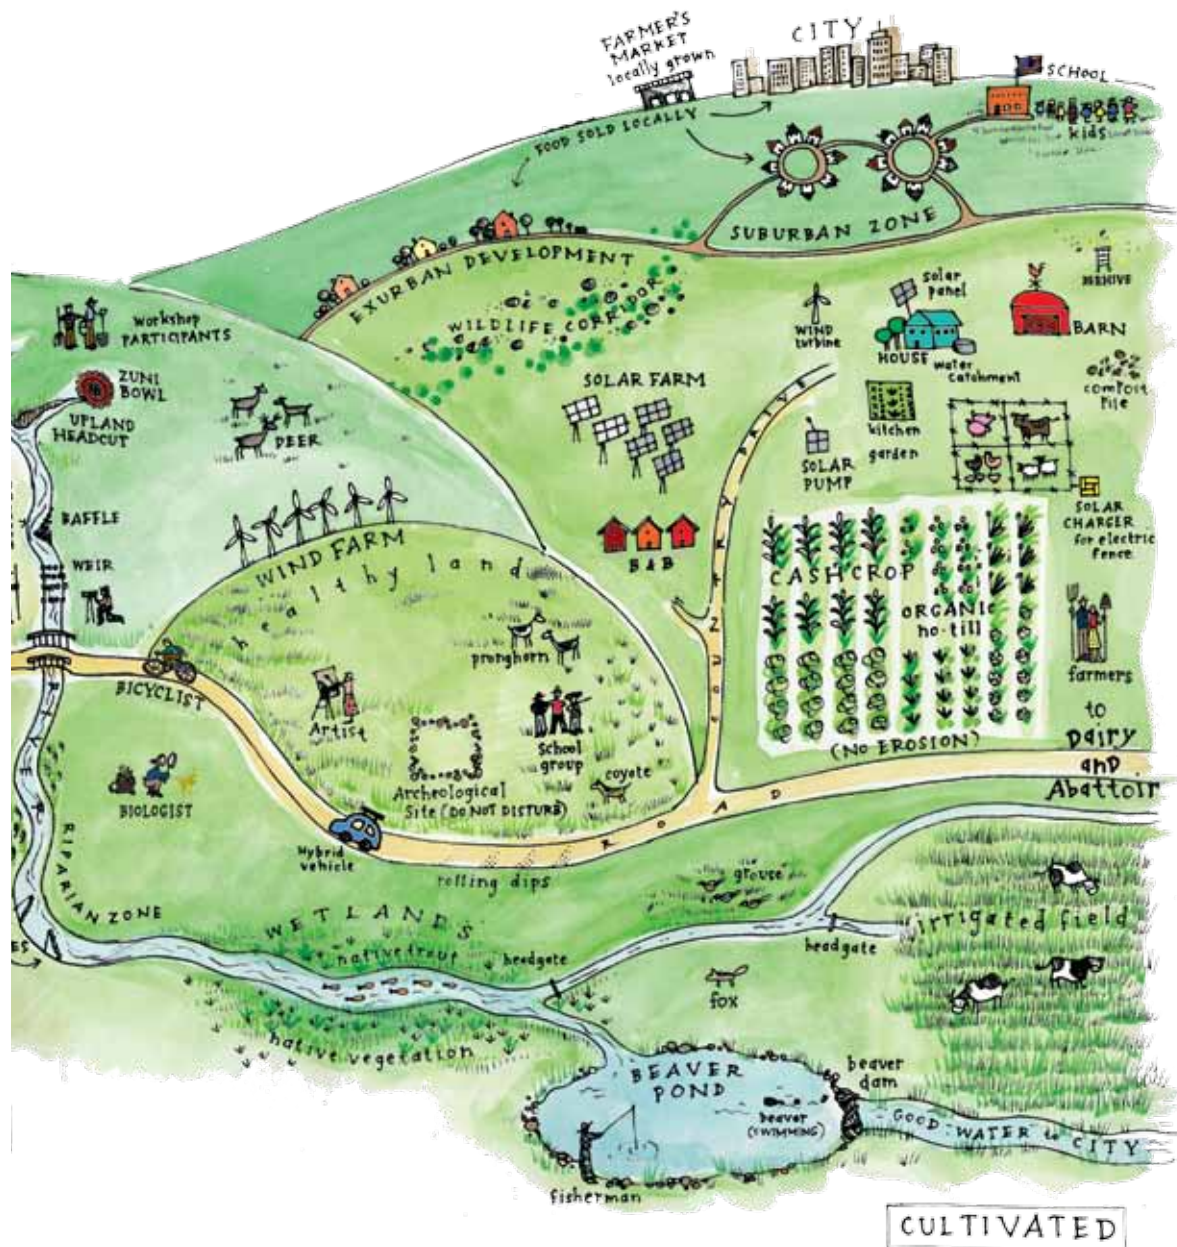 FARMER'S
MARKET
locally grown
CITY
SCHOOL
kids
FOOD SOLD LOCALLY
SUBURBAN ZONE
EXURBAN DEVELOPMENT
WILDLIFE CORRIDOR
WIND
turbine
solar
panel
HOUSE
water
catchment
BARN
compost
pile
workshop
PARTICIPANTS
ZUNI
BOWL
UPLAND
HEADCUT
DEER
SOLAR FARM
kitchen
garden
SOLAR
PUMP
SOLAR
CHARGER
for electric
fence
BAFFLE
WEIR
WIND FARM
healthy land
B & B
CASH CROP
ORGANIC
no-till
(NO EROSION)
farmers
pronghorn
Artist
School
group
Archeological
Site (DO NOT DISTURB)
coyote
BICYCLIST
BIOLOGIST
RIVER
RIPARIAN ZONE
Hybrid
vehicle
rolling dips
ROAD
to
Dairy
and
Abattoir
grouse
WETLANDS
native trout
headgate
headgate
irrigated field
fox
native vegetation
BEAVER
POND
beaver
(SWIMMING)
beaver
dam
GOOD WATER to CITY
fisherman
CULTIVATED